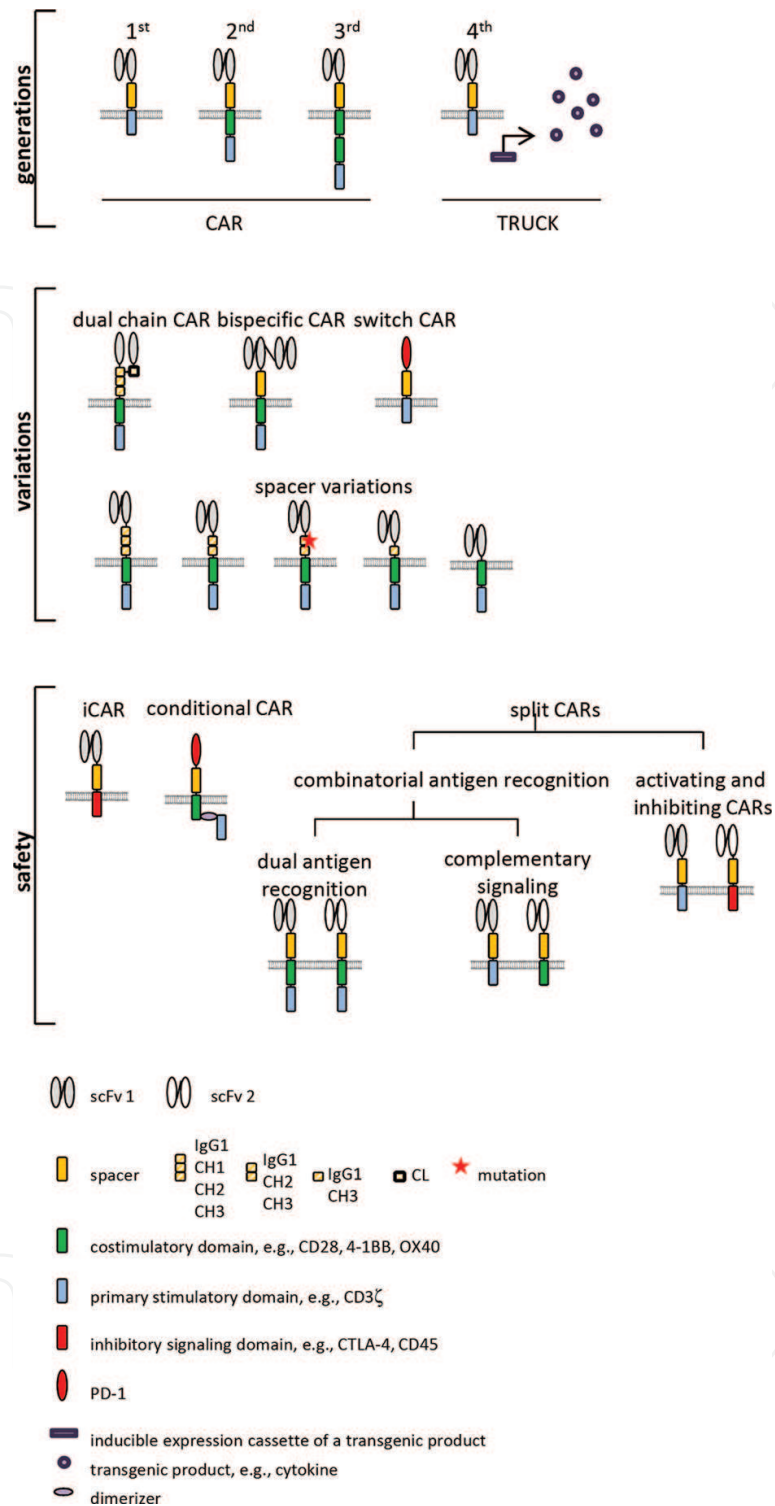 generations
1st 2nd 3rd 4th
CAR TRUCK
variations
dual chain CAR bispecific CAR switch CAR
spacer variations
safety
iCAR conditional CAR split CARs
combinatorial antigen recognition
activating and
inhibiting CARs
dual antigen
recognition
complementary
signaling
scFv 1 scFv 2
spacer
IgG1
CH1
CH2
CH3
IgG1
CH2
CH3
IgG1
CH3
CL
mutation
costimulatory domain, e.g., CD28, 4-1BB, OX40
primary stimulatory domain, e.g., CD3ζ
inhibitory signaling domain, e.g., CTLA-4, CD45
PD-1
inducible expression cassette of a transgenic product
transgenic product, e.g., cytokine
dimerizer